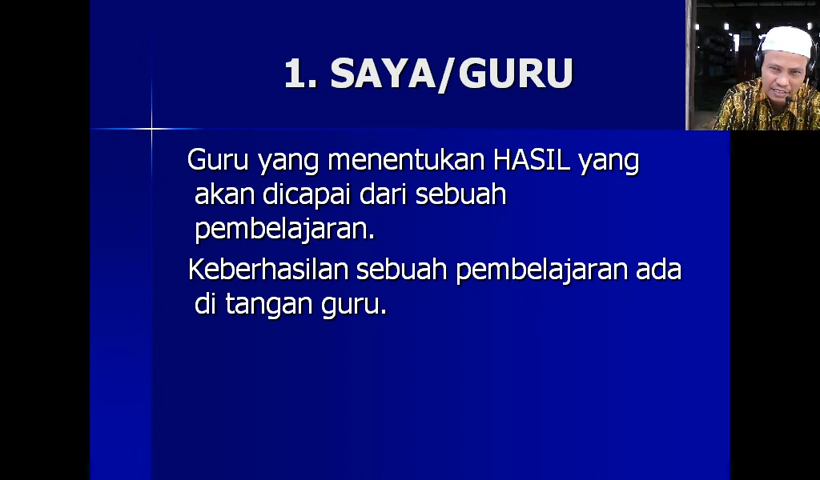 1. SAYA/GURU
Guru yang menentukan HASIL yang
akan dicapai dari sebuah
pembelajaran.
Keberhasilan sebuah pembelajaran ada
di tangan guru.